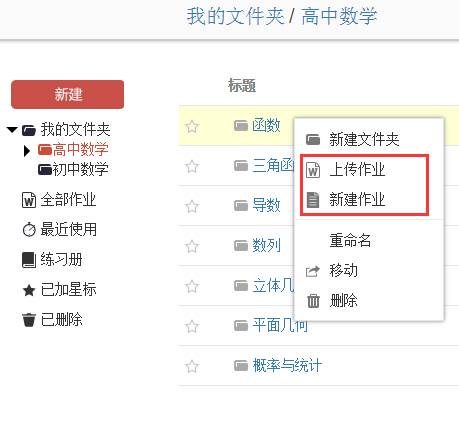 我的文件夹 / 高中数学
新建
我的文件夹
高中数学
初中数学
全部作业
最近使用
练习册
已加星标
已删除
标题
函数
三角函
导数
数列
立体几
平面几何
概率与统计
新建文件夹
上传作业
新建作业
重命名
移动
删除